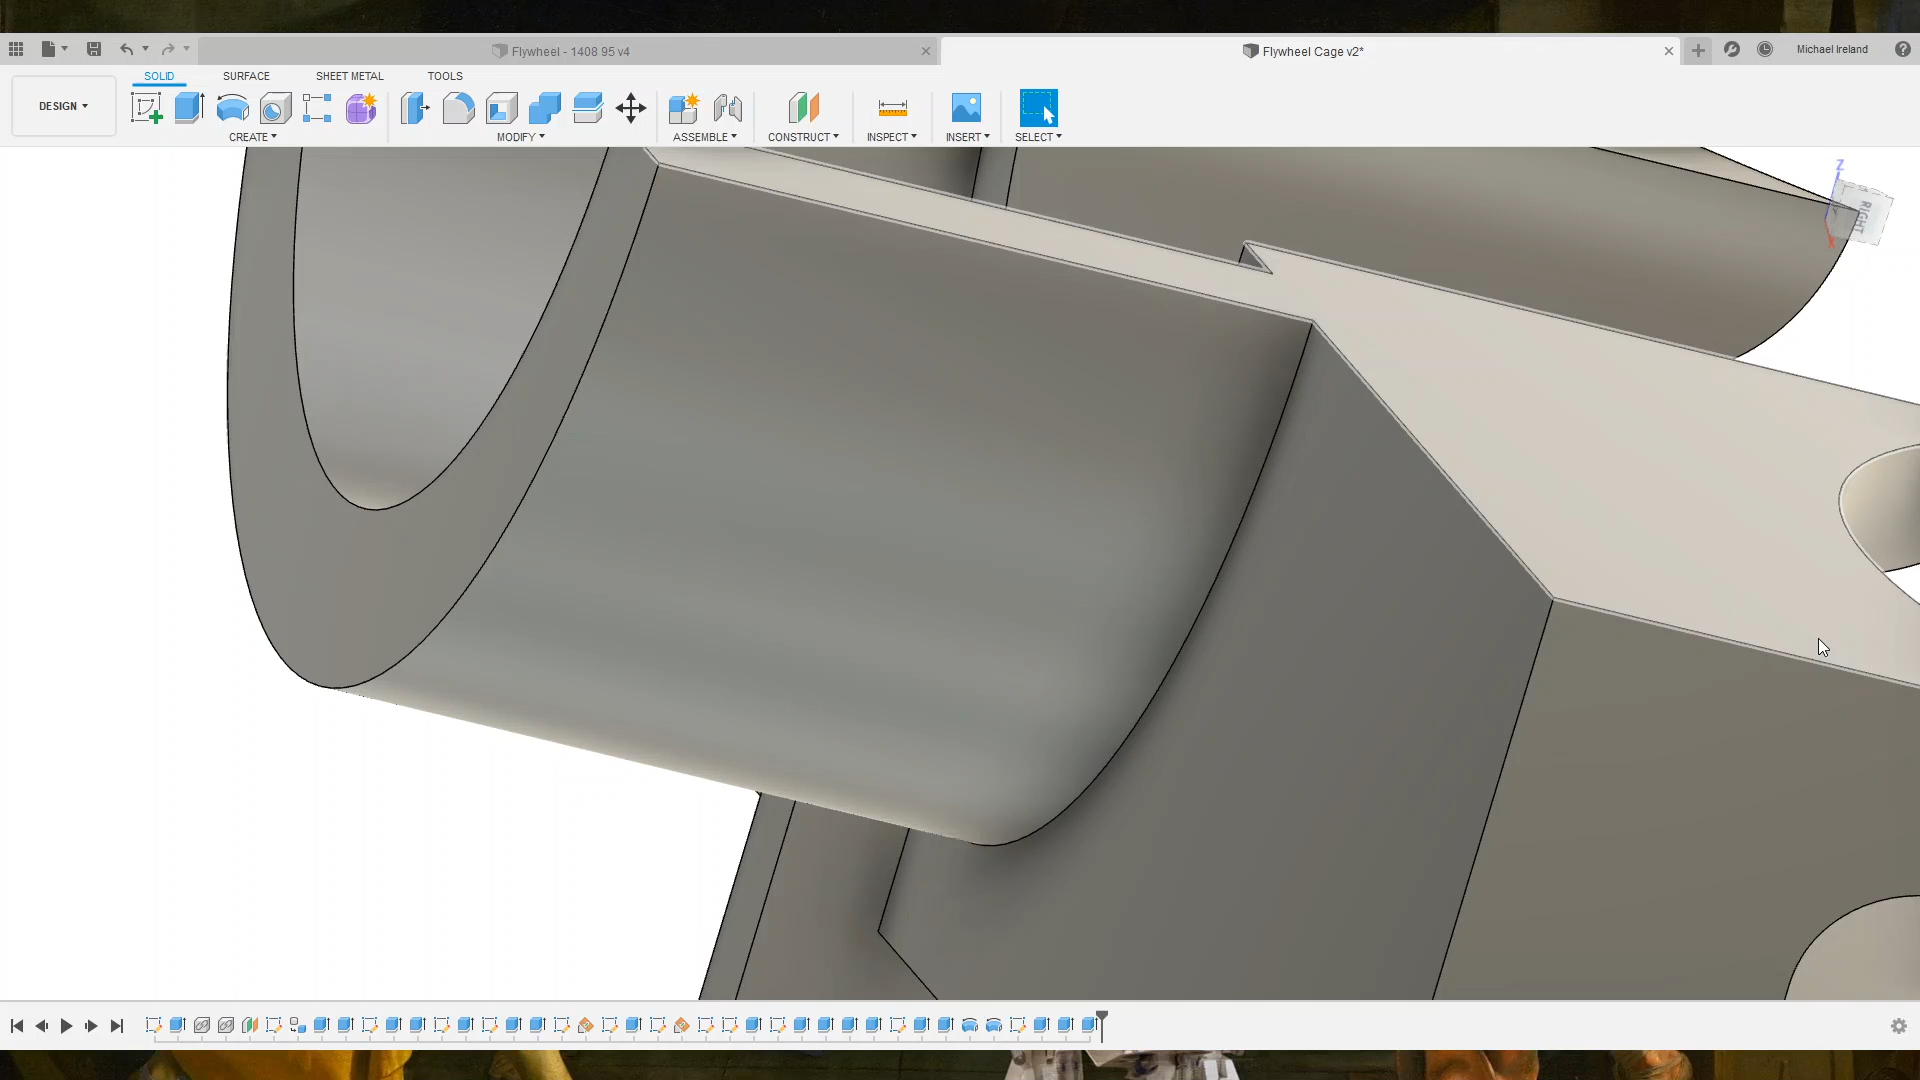 Flywheel - 1408 95 v4
Flywheel Cage v2*
Michael Ireland
DESIGN
SOLID
SURFACE
SHEET METAL
TOOLS
CREATE
MODIFY
ASSEMBLE
CONSTRUCT
INSPECT
INSERT
SELECT
Z
RIGHT
X